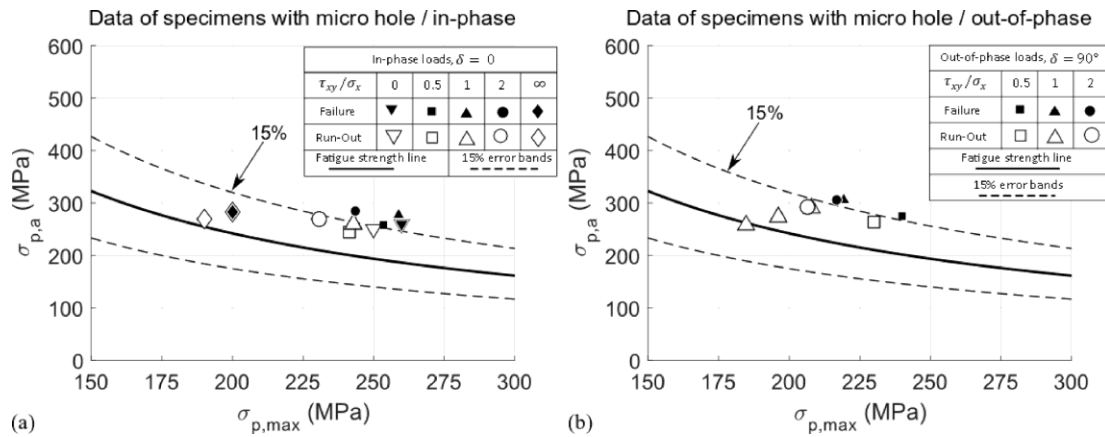 Data of specimens with micro hole / in-phase
600
500
400
300
200
100
0
σp,a (MPa)
150 175 200 225 250 275 300
σp,max (MPa)
(a)
15%
In-phase loads, δ = 0
τxy/σx 0 0.5 1 2 ∞
Failure
Run-Out
Fatigue strength line 15% error bands
Data of specimens with micro hole / out-of-phase
600
500
400
300
200
100
0
σp,a (MPa)
150 175 200 225 250 275 300
σp,max (MPa)
(b)
15%
Out-of-phase loads, δ = 90°
τxy/σx 0.5 1 2
Failure
Run-Out
Fatigue strength line
15% error bands